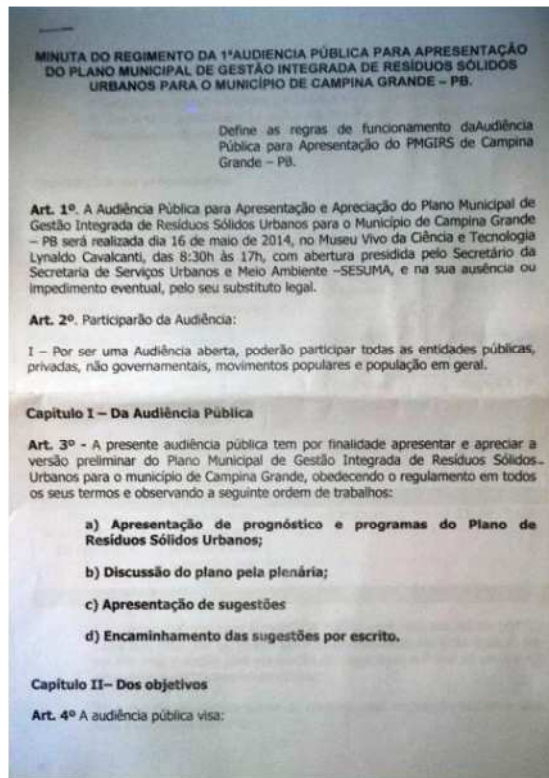 MINUTA DO REGIMENTO DA 1ªAUDIENCIA PÚBLICA PARA APRESENTAÇÃO
DO PLANO MUNICIPAL DE GESTÃO INTEGRADA DE RESÍDUOS SÓLIDOS
URBANOS PARA O MUNICÍPIO DE CAMPINA GRANDE – PB.
Define as regras de funcionamento daAudiência
Pública para Apresentação do PMGIRS de Campina
Grande – PB.
Art. 1º. A Audiência Pública para Apresentação e Apreciação do Plano Municipal de
Gestão Integrada de Resíduos Sólidos Urbanos para o Município de Campina Grande
– PB será realizada dia 16 de maio de 2014, no Museu Vivo da Ciência e Tecnologia
Lynaldo Cavalcanti, das 8:30h às 17h, com abertura presidida pelo Secretário da
Secretaria de Serviços Urbanos e Meio Ambiente –SESUMA, e na sua ausência ou
impedimento eventual, pelo seu substituto legal.
Art. 2º. Participarão da Audiência:
I – Por ser uma Audiência aberta, poderão participar todas as entidades públicas,
privadas, não governamentais, movimentos populares e população em geral.
Capitulo I – Da Audiência Pública
Art. 3º - A presente audiência pública tem por finalidade apresentar e apreciar a
versão preliminar do Plano Municipal de Gestão Integrada de Resíduos Sólidos
Urbanos para o município de Campina Grande, obedecendo o regulamento em todos
os seus termos e observando a seguinte ordem de trabalhos:
a) Apresentação de prognóstico e programas do Plano de
Resíduos Sólidos Urbanos;
b) Discussão do plano pela plenária;
c) Apresentação de sugestões
d) Encaminhamento das sugestões por escrito.
Capitulo II– Dos objetivos
Art. 4º A audiência pública visa: